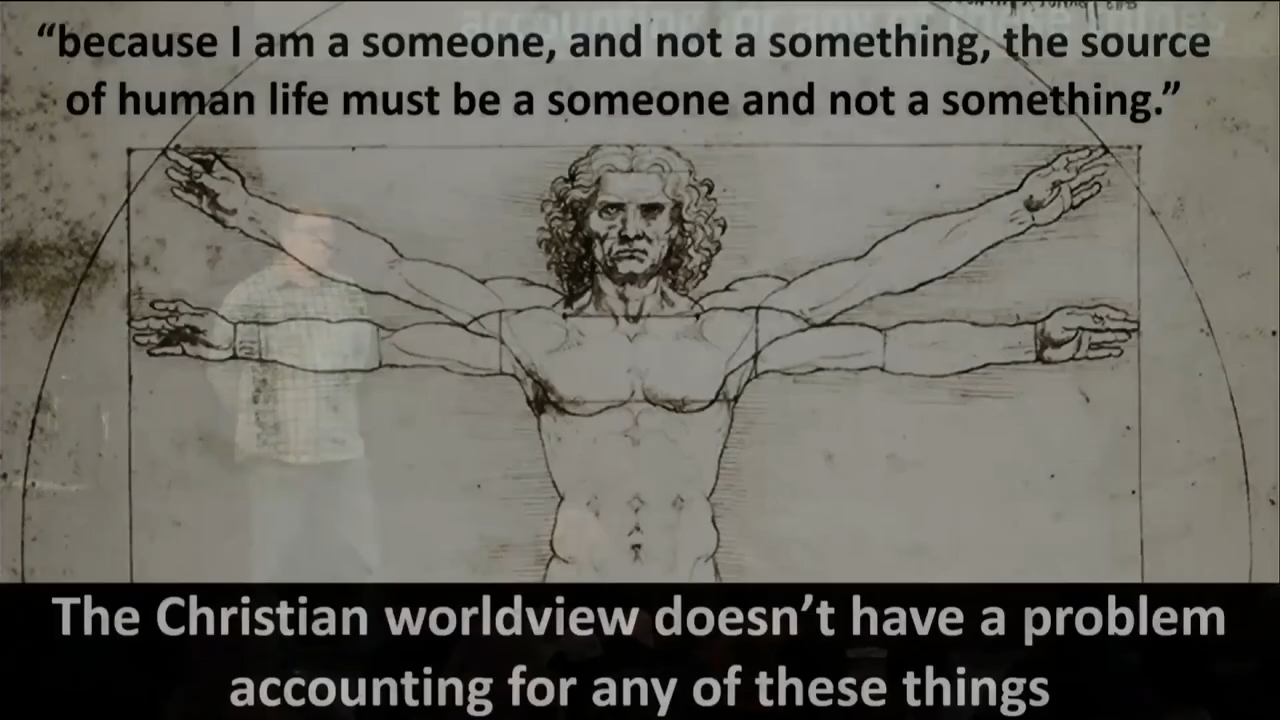 “because I am a someone, and not a something, the source
of human life must be a someone and not a something.”
The Christian worldview doesn’t have a problem
accounting for any of these things